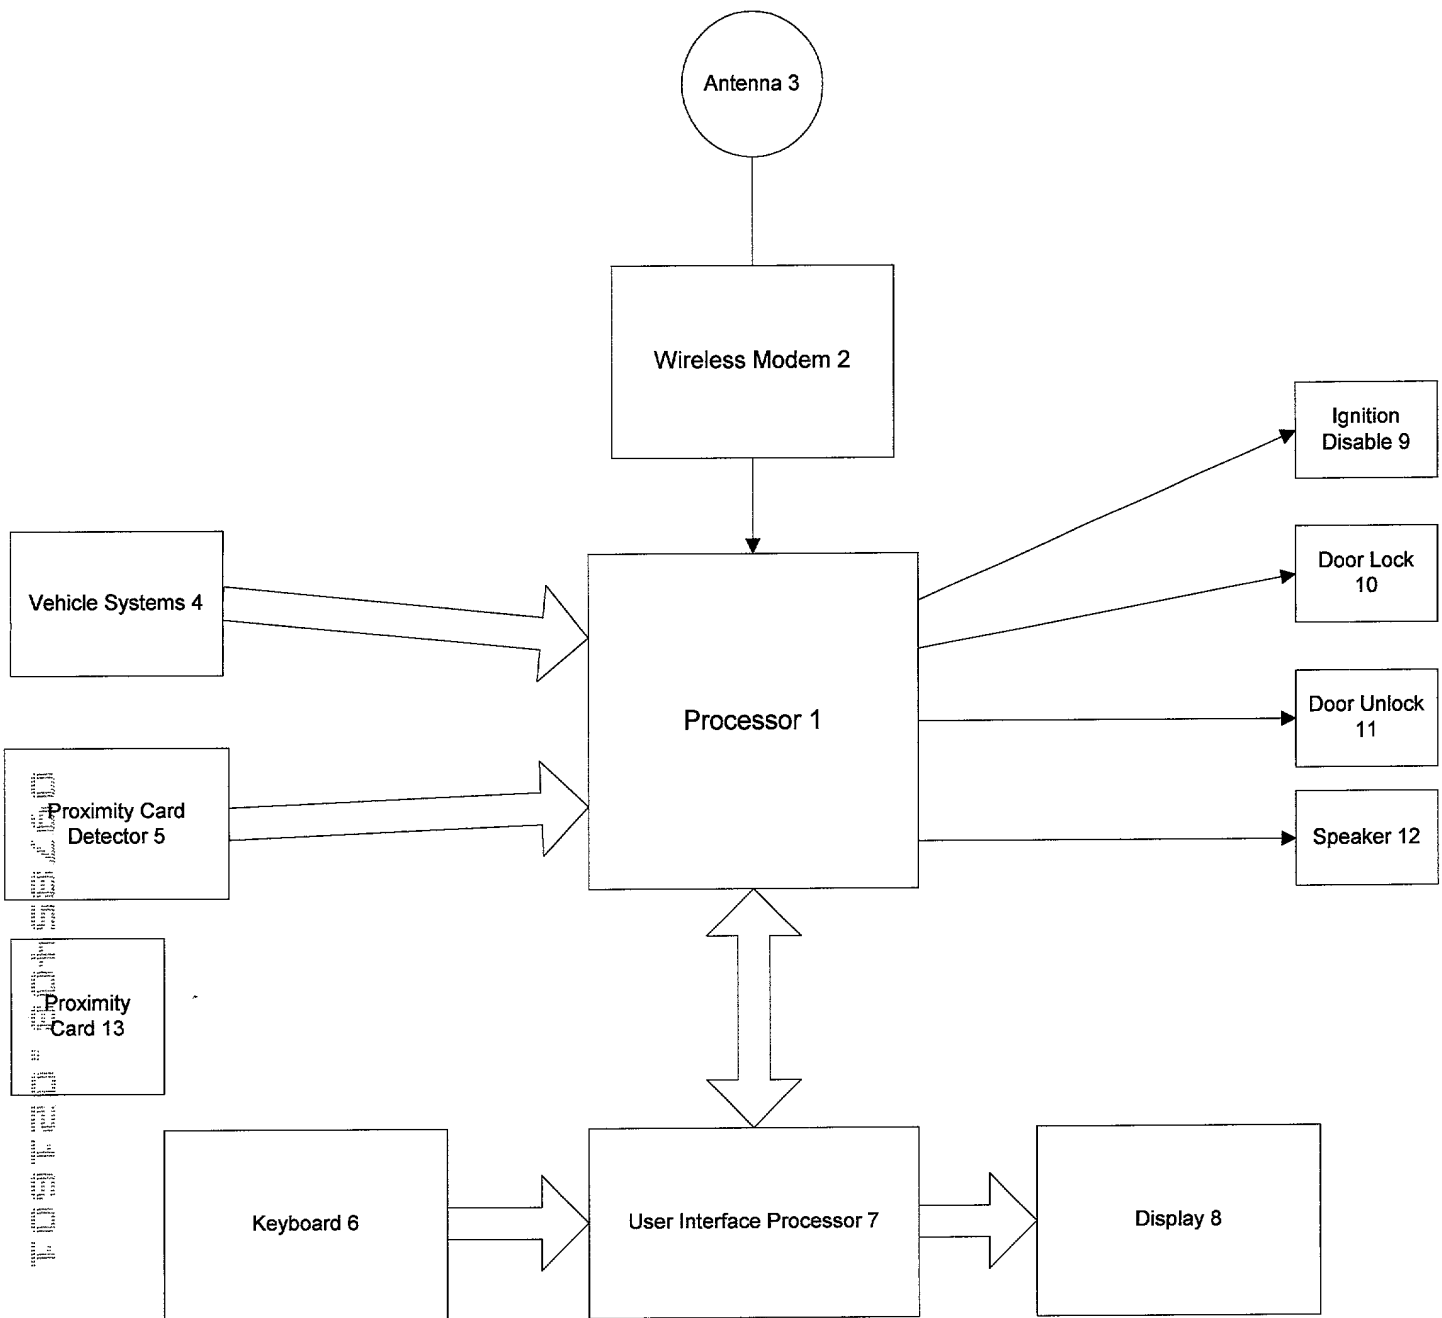 Antenna 3
Wireless Modem 2
Ignition
Disable 9
Door Lock
10
Vehicle Systems 4
Processor 1
Door Unlock
11
Proximity Card
Detector 5
Speaker 12
Proximity
Card 13
Keyboard 6
User Interface Processor 7
Display 8